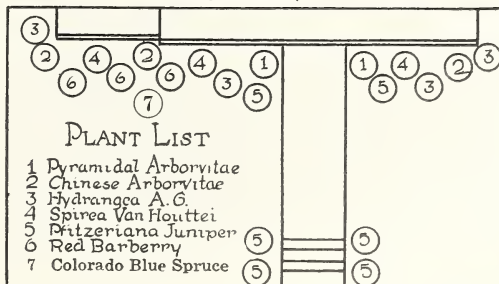 3 2 4 2 4 1 1 4 2 3
6 6 6 3 5 5 3
7
PLANT LIST
1 Pyramidal Arborvitae
2 Chinese Arborvitae
3 Hydrangea A.G.
4 Spirea Van Houttei
5 Pfitzeriana Juniper
6 Red Barberry
7 Colorado Blue Spruce
5 5
5 5